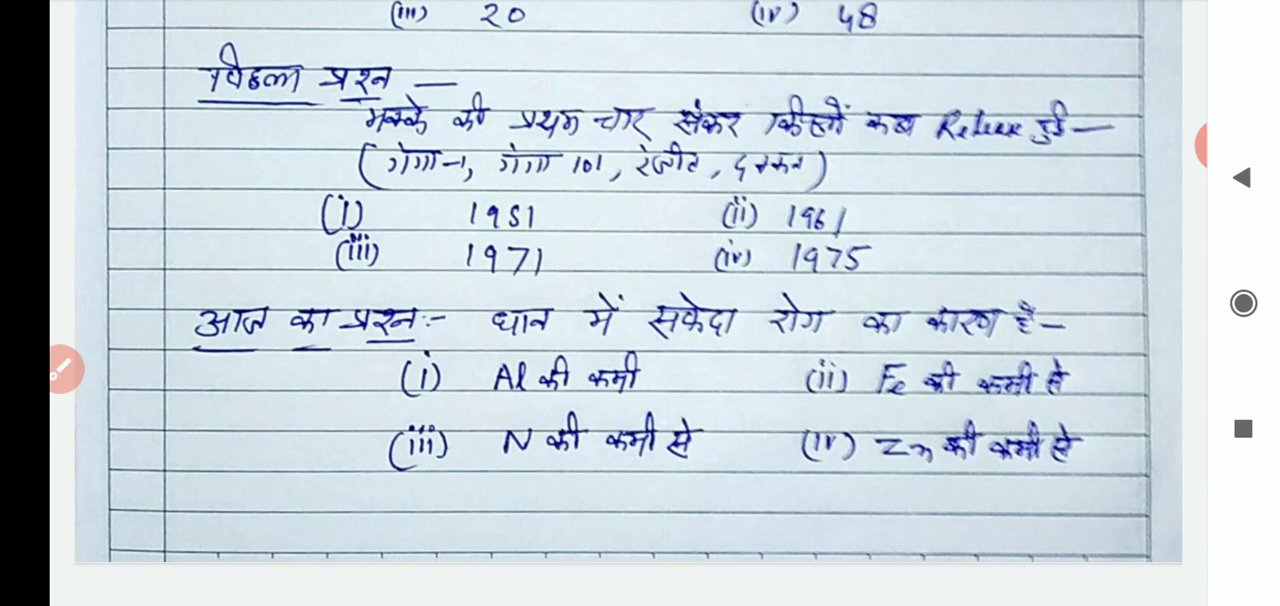 (iii) 20 (iv) 48
पिछला प्रश्न —
मक्के की प्रथम चार संकर किस्में कब Release हुई —
(गंगा-1, गंगा 101, रंजीत, दक्कन)
(i) 1951 (ii) 1961
(iii) 1971 (iv) 1975
आज का प्रश्न:- धान में सफेदा रोग का कारण है —
(i) Al की कमी (ii) Fe की कमी से
(iii) N की कमी से (iv) Zn की कमी से